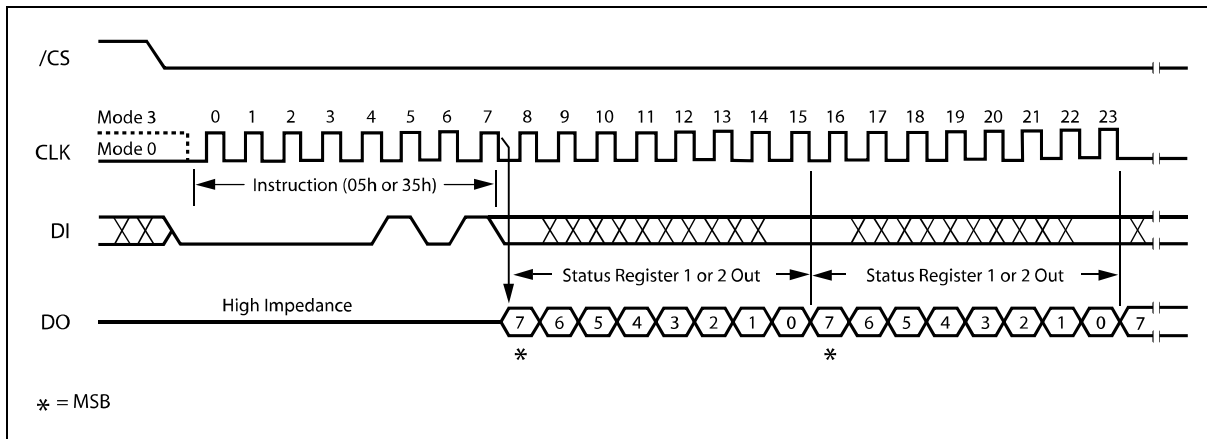 /CS
Mode 3
0 1 2 3 4 5 6 7 8 9 10 11 12 13 14 15 16 17 18 19 20 21 22 23
CLK
Mode 0
Instruction (05h or 35h)
DI
Status Register 1 or 2 Out
Status Register 1 or 2 Out
High Impedance
DO
7 6 5 4 3 2 1 0 7 6 5 4 3 2 1 0 7
* *
* = MSB